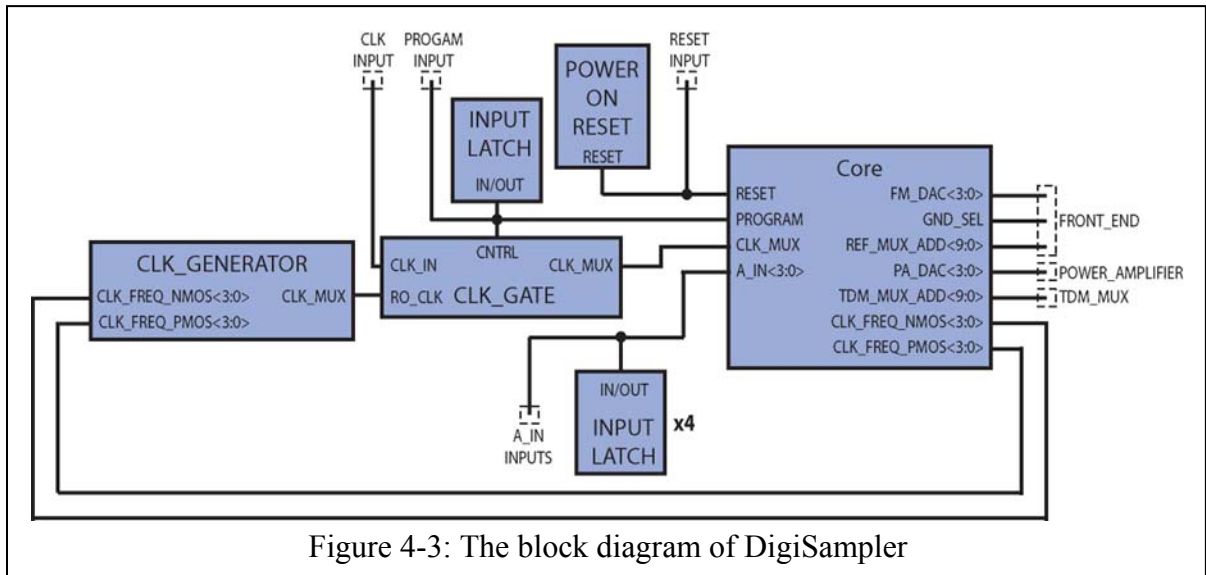 CLK
INPUT
PROGAM
INPUT
RESET
INPUT
POWER
ON
RESET
RESET
INPUT
LATCH
IN/OUT
Core
RESET
PROGRAM
CLK_MUX
A_IN<3:0>
FM_DAC<3:0>
GND_SEL
REF_MUX_ADD<9:0>
PA_DAC<3:0>
TDM_MUX_ADD<9:0>
CLK_FREQ_NMOS<3:0>
CLK_FREQ_PMOS<3:0>
FRONT_END
POWER_AMPLIFIER
TDM_MUX
CNTRL
CLK_IN
CLK_MUX
RO_CLK
CLK_GATE
CLK_GENERATOR
CLK_FREQ_NMOS<3:0>
CLK_MUX
CLK_FREQ_PMOS<3:0>
IN/OUT
INPUT
LATCH
x4
A_IN
INPUTS
Figure 4-3: The block diagram of DigiSampler